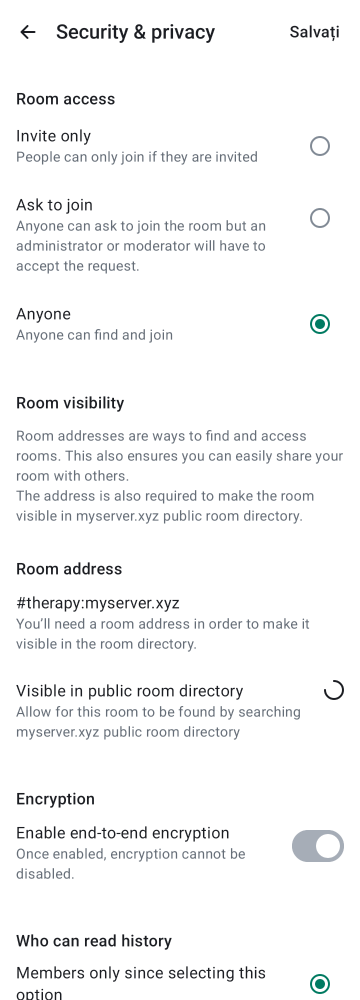 Security & privacy
Salvați
Room access
Invite only
People can only join if they are invited
Ask to join
Anyone can ask to join the room but an
administrator or moderator will have to
accept the request.
Anyone
Anyone can find and join
Room visibility
Room addresses are ways to find and access
rooms. This also ensures you can easily share your
room with others.
The address is also required to make the room
visible in myserver.xyz public room directory.
Room address
#therapy:myserver.xyz
You’ll need a room address in order to make it
visible in the room directory.
Visible in public room directory
Allow for this room to be found by searching
myserver.xyz public room directory
Encryption
Enable end-to-end encryption
Once enabled, encryption cannot be
disabled.
Who can read history
Members only since selecting this
option